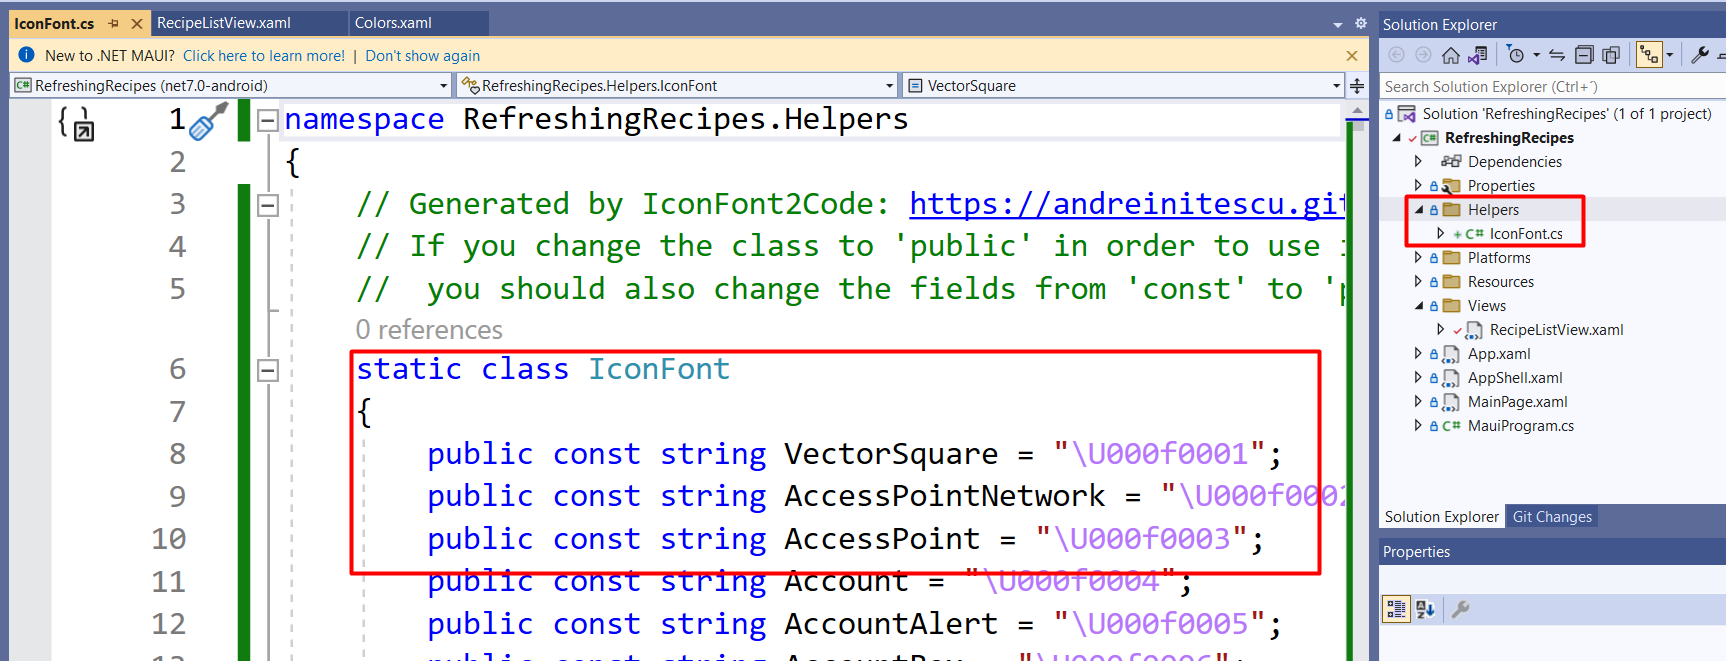 IconFont.cs RecipeListView.xaml Colors.xaml
New to .NET MAUI? Click here to learn more! | Don't show again
RefreshingRecipes (net7.0-android) RefreshingRecipes.Helpers.IconFont VectorSquare
1 namespace RefreshingRecipes.Helpers
2 {
3 // Generated by IconFont2Code: https://andreinitescu.git
4 // If you change the class to 'public' in order to use i
5 // you should also change the fields from 'const' to 'p
0 references
6 static class IconFont
7 {
8 public const string VectorSquare = "\U000f0001";
9 public const string AccessPointNetwork = "\U000f0002
10 public const string AccessPoint = "\U000f0003";
11 public const string Account = "\U000f0004";
12 public const string AccountAlert = "\U000f0005";
Solution Explorer
Search Solution Explorer (Ctrl+´)
Solution 'RefreshingRecipes' (1 of 1 project)
RefreshingRecipes
Dependencies
Properties
Helpers
C# IconFont.cs
Platforms
Resources
Views
RecipeListView.xaml
App.xaml
AppShell.xaml
MainPage.xaml
C# MauiProgram.cs
Solution Explorer Git Changes
Properties